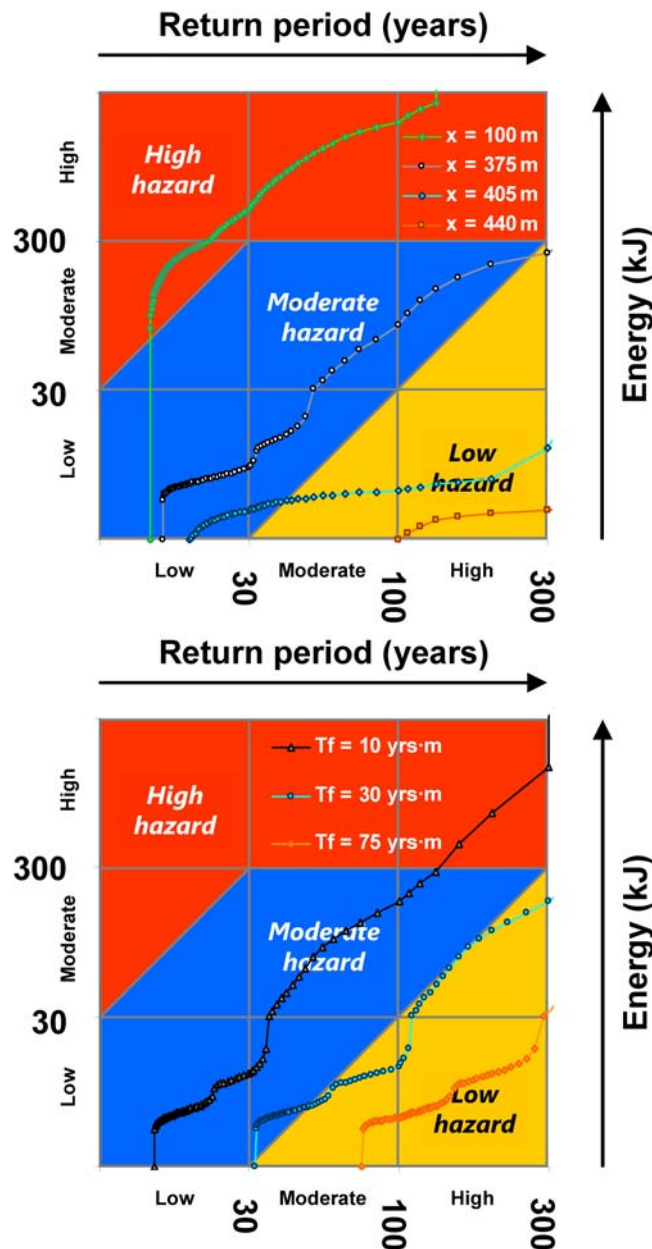 Return period (years)
High
hazard
x = 100 m
x = 375 m
x = 405 m
x = 440 m
High
300
Moderate
Moderate
hazard
Energy (kJ)
30
Low
Low
hazard
Low
30
Moderate
100
High
300
Return period (years)
High
hazard
Tf = 10 yrs·m
Tf = 30 yrs·m
Tf = 75 yrs·m
High
300
Moderate
Moderate
hazard
Energy (kJ)
30
Low
Low
hazard
Low
30
Moderate
100
High
300